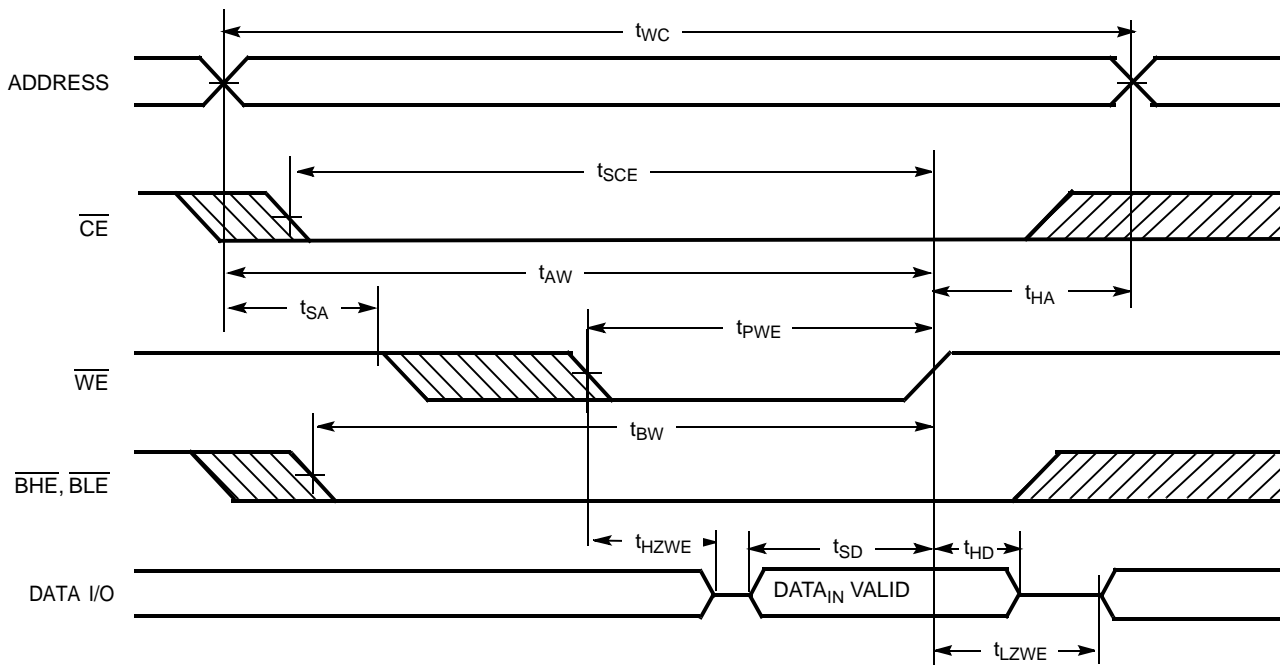 tWC
ADDRESS
tSCE
CE
tAW
tSA
tHA
tPWE
WE
tBW
BHE, BLE
tHZWE
tSD
tHD
DATA I/O
DATAIN VALID
tLZWE